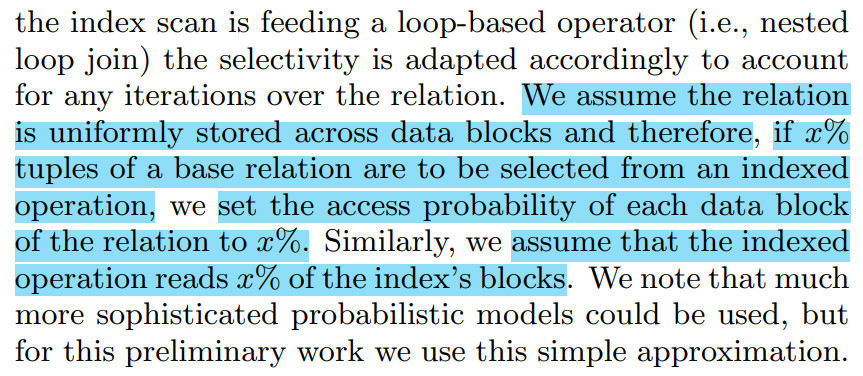 the index scan is feeding a loop-based operator (i.e., nested
loop join) the selectivity is adapted accordingly to account
for any iterations over the relation. We assume the relation
is uniformly stored across data blocks and therefore, if x%
tuples of a base relation are to be selected from an indexed
operation, we set the access probability of each data block
of the relation to x%. Similarly, we assume that the indexed
operation reads x% of the index's blocks. We note that much
more sophisticated probabilistic models could be used, but
for this preliminary work we use this simple approximation.